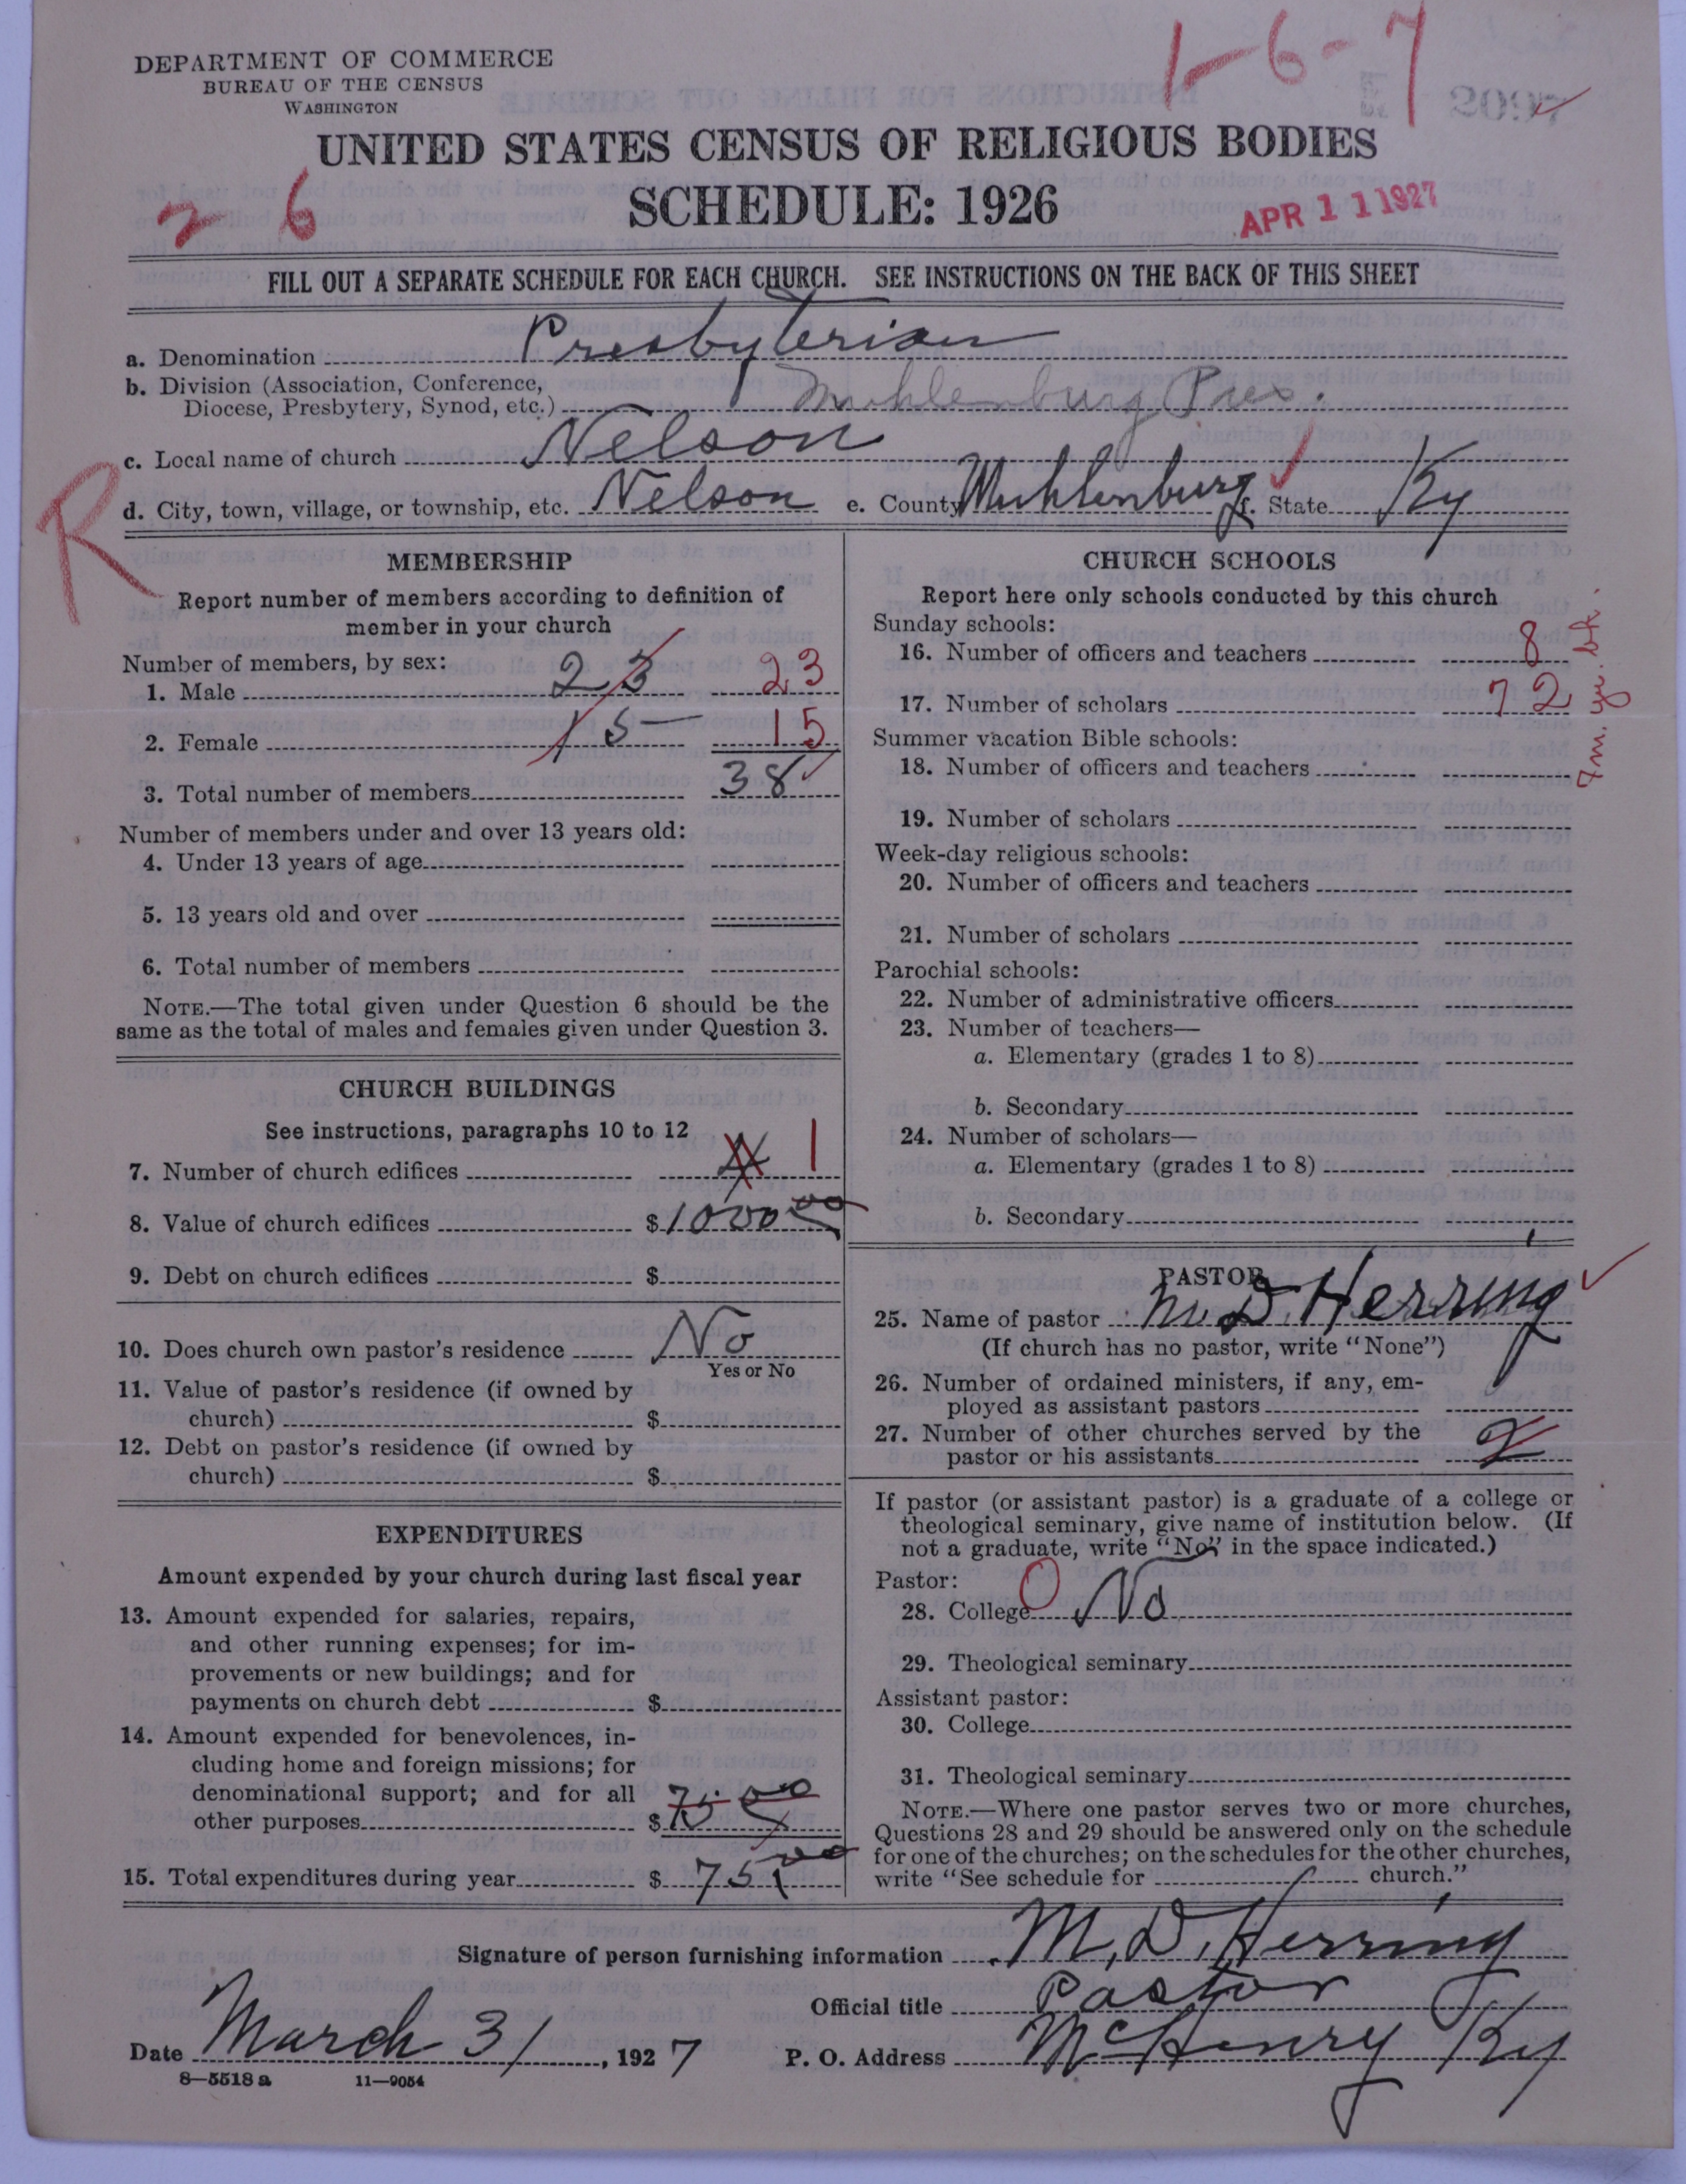 1-6-7
DEPARTMENT OF COMMERCE
BUREAU OF THE CENSUS
WASHINGTON
UNITED STATES CENSUS OF RELIGIOUS BODIES
SCHEDULE: 1926
2 6
APR 11 1927
FILL OUT A SEPARATE SCHEDULE FOR EACH CHURCH. SEE INSTRUCTIONS ON THE BACK OF THIS SHEET
a. Denomination Presbyterian
b. Division (Association, Conference,
Diocese, Presbytery, Synod, etc.) Muhlenburg Pres.
c. Local name of church Nelson
d. City, town, village, or township, etc. Nelson e. County Muhlenburg f. State Ky
R
MEMBERSHIP
Report number of members according to definition of
member in your church
Number of members, by sex:
1. Male 23 23
2. Female 15 15
3. Total number of members 38
Number of members under and over 13 years old:
4. Under 13 years of age
5. 13 years old and over
6. Total number of members
NOTE.—The total given under Question 6 should be the
same as the total of males and females given under Question 3.
CHURCH BUILDINGS
See instructions, paragraphs 10 to 12
7. Number of church edifices 1
8. Value of church edifices $1000 00
9. Debt on church edifices $
10. Does church own pastor's residence No
Yes or No
11. Value of pastor's residence (if owned by
church) $
12. Debt on pastor's residence (if owned by
church) $
EXPENDITURES
Amount expended by your church during last fiscal year
13. Amount expended for salaries, repairs,
and other running expenses; for im-
provements or new buildings; and for
payments on church debt $
14. Amount expended for benevolences, in-
cluding home and foreign missions; for
denominational support; and for all
other purposes $75 00
15. Total expenditures during year $ 75 00
CHURCH SCHOOLS
Report here only schools conducted by this church
Sunday schools:
16. Number of officers and teachers 8
17. Number of scholars 72
Summer vacation Bible schools:
18. Number of officers and teachers
19. Number of scholars
Week-day religious schools:
20. Number of officers and teachers
21. Number of scholars
Parochial schools:
22. Number of administrative officers
23. Number of teachers—
a. Elementary (grades 1 to 8)
b. Secondary
24. Number of scholars—
a. Elementary (grades 1 to 8)
b. Secondary
PASTOR
25. Name of pastor M. D. Herring
(If church has no pastor, write "None")
26. Number of ordained ministers, if any, em-
ployed as assistant pastors
27. Number of other churches served by the
pastor or his assistants 2
If pastor (or assistant pastor) is a graduate of a college or
theological seminary, give name of institution below. (If
not a graduate, write "No" in the space indicated.)
Pastor:
28. College O No
29. Theological seminary
Assistant pastor:
30. College
31. Theological seminary
NOTE.—Where one pastor serves two or more churches,
Questions 28 and 29 should be answered only on the schedule
for one of the churches; on the schedules for the other churches,
write "See schedule for church."
Signature of person furnishing information M. D. Herring
Official title Pastor
Date March 31, 1927 P. O. Address McHenry Ky
8—5518 a 11—9054